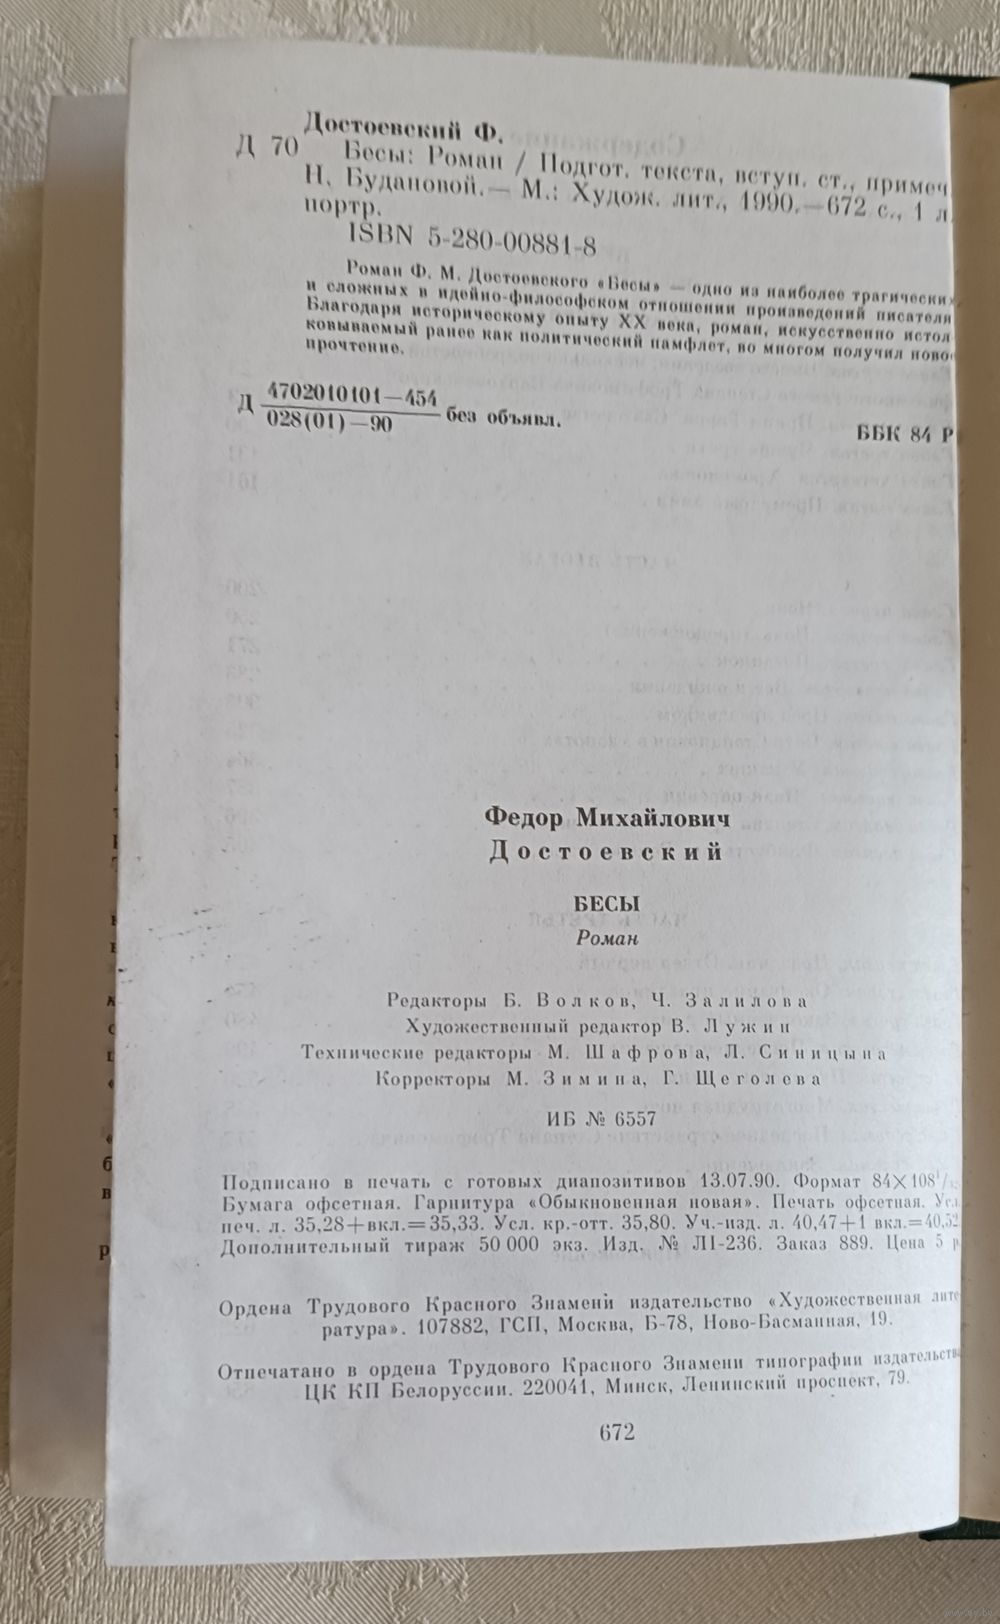 Достоевский Ф.
Д 70 Бесы: Роман / Подгот. текста, вступ. ст., примеч.
Н. Будановой.— М.: Худож. лит., 1990.—672 с., 1 л.
портр.
ISBN 5-280-00881-8
Роман Ф. М. Достоевского «Бесы» — одно из наиболее трагических
и сложных в идейно-философском отношении произведений писателя.
Благодаря историческому опыту XX века, роман, искусственно истол-
ковываемый ранее как политический памфлет, во многом получил новое
прочтение.
Д 4702010101—454
028(01)—90 без объявл.
ББК 84 Р
Федор Михайлович
Достоевский
БЕСЫ
Роман
Редакторы Б. Волков, Ч. Залилова
Художественный редактор В. Лужин
Технические редакторы М. Шафрова, Л. Синицына
Корректоры М. Зимина, Г. Щеголева
ИБ № 6557
Подписано в печать с готовых диапозитивов 13.07.90. Формат 84×108¹/₃₂
Бумага офсетная. Гарнитура «Обыкновенная новая». Печать офсетная. Усл.
печ. л. 35,28+вкл.=35,33. Усл. кр.-отт. 35,80. Уч.-изд. л. 40,47+1 вкл.=40,52
Дополнительный тираж 50 000 экз. Изд. № Л1-236. Заказ 889. Цена 5 р
Ордена Трудового Красного Знамени издательство «Художественная лите-
ратура». 107882, ГСП, Москва, Б-78, Ново-Басманная, 19.
Отпечатано в ордена Трудового Красного Знамени типографии издательства
ЦК КП Белоруссии. 220041, Минск, Ленинский проспект, 79.
672